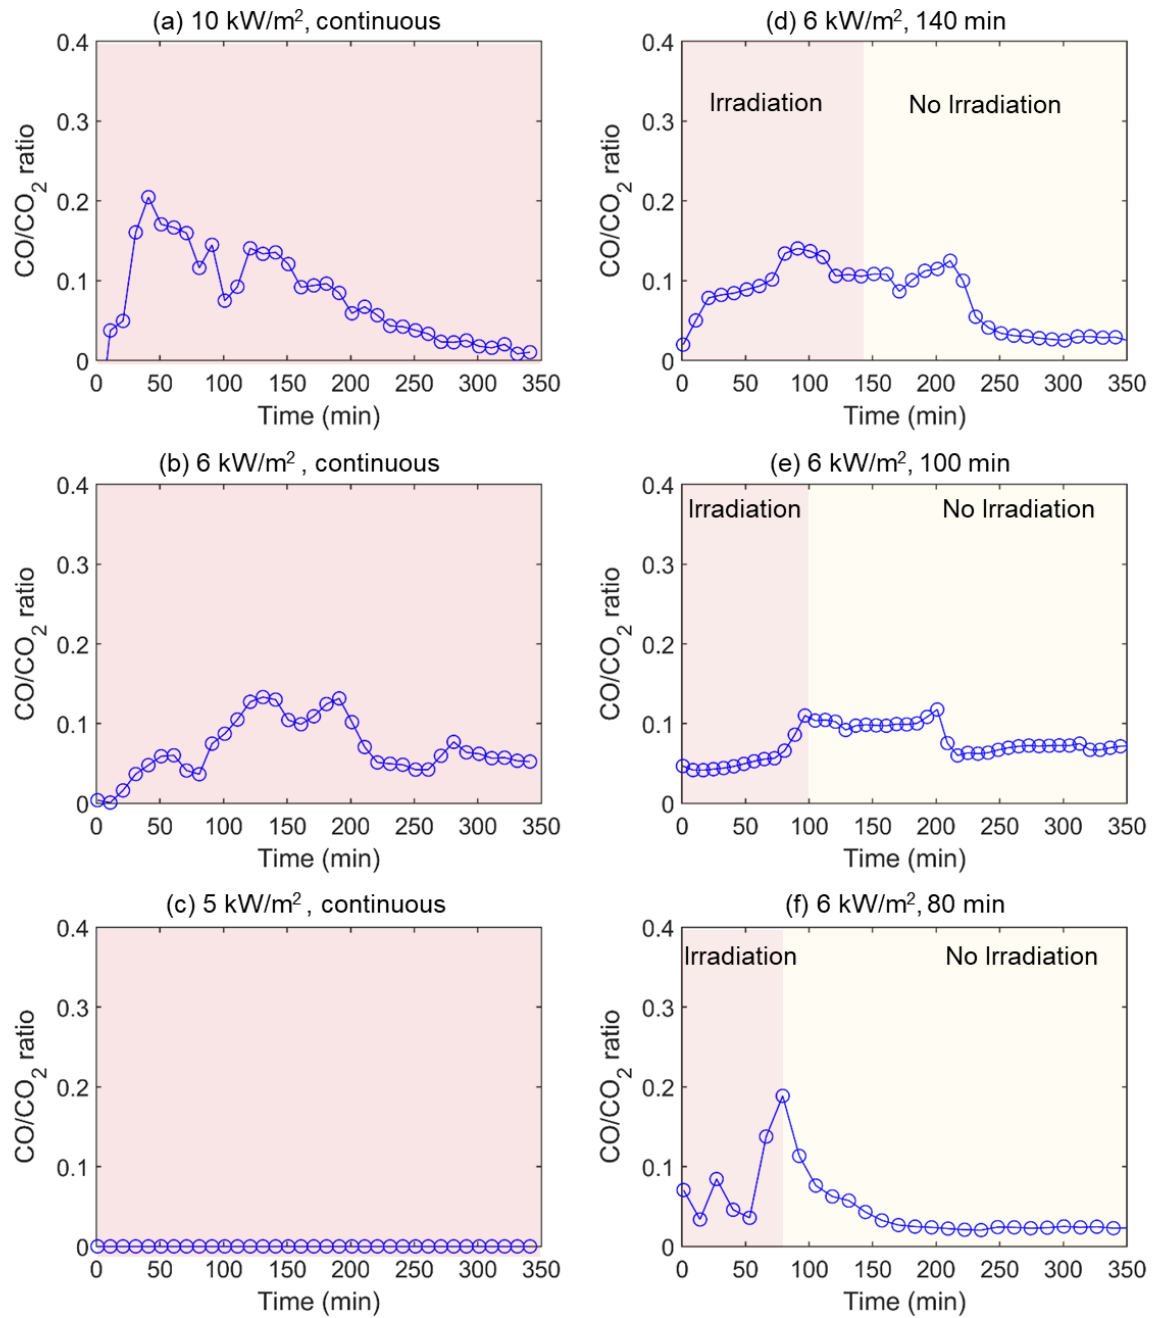 (a) 10 kW/m², continuous
0.4
0.3
0.2
0.1
0
CO/CO₂ ratio
0 50 100 150 200 250 300 350
Time (min)
(d) 6 kW/m², 140 min
0.4
0.3
0.2
0.1
0
CO/CO₂ ratio
Irradiation
No Irradiation
0 50 100 150 200 250 300 350
Time (min)
(b) 6 kW/m² , continuous
0.4
0.3
0.2
0.1
0
CO/CO₂ ratio
0 50 100 150 200 250 300 350
Time (min)
(e) 6 kW/m², 100 min
0.4
0.3
0.2
0.1
0
CO/CO₂ ratio
Irradiation
No Irradiation
0 50 100 150 200 250 300 350
Time (min)
(c) 5 kW/m² , continuous
0.4
0.3
0.2
0.1
0
CO/CO₂ ratio
0 50 100 150 200 250 300 350
Time (min)
(f) 6 kW/m², 80 min
0.4
0.3
0.2
0.1
0
CO/CO₂ ratio
Irradiation
No Irradiation
0 50 100 150 200 250 300 350
Time (min)